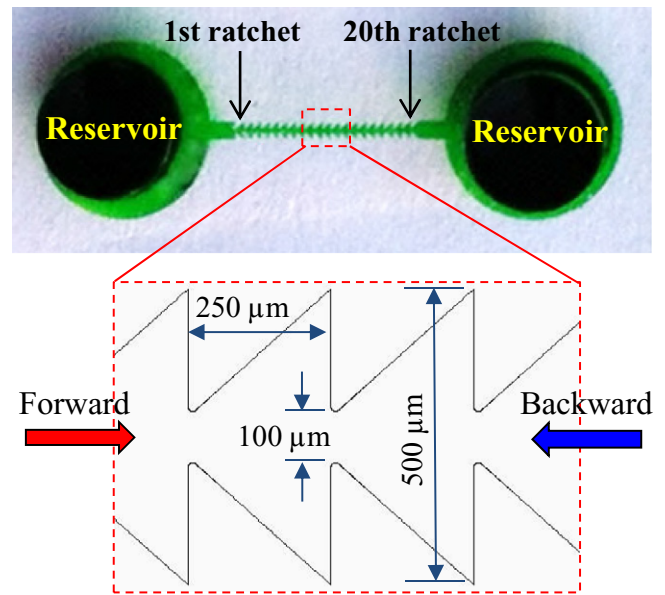 1st ratchet 20th ratchet
Reservoir Reservoir
250 µm
Forward Backward
100 µm
500 µm